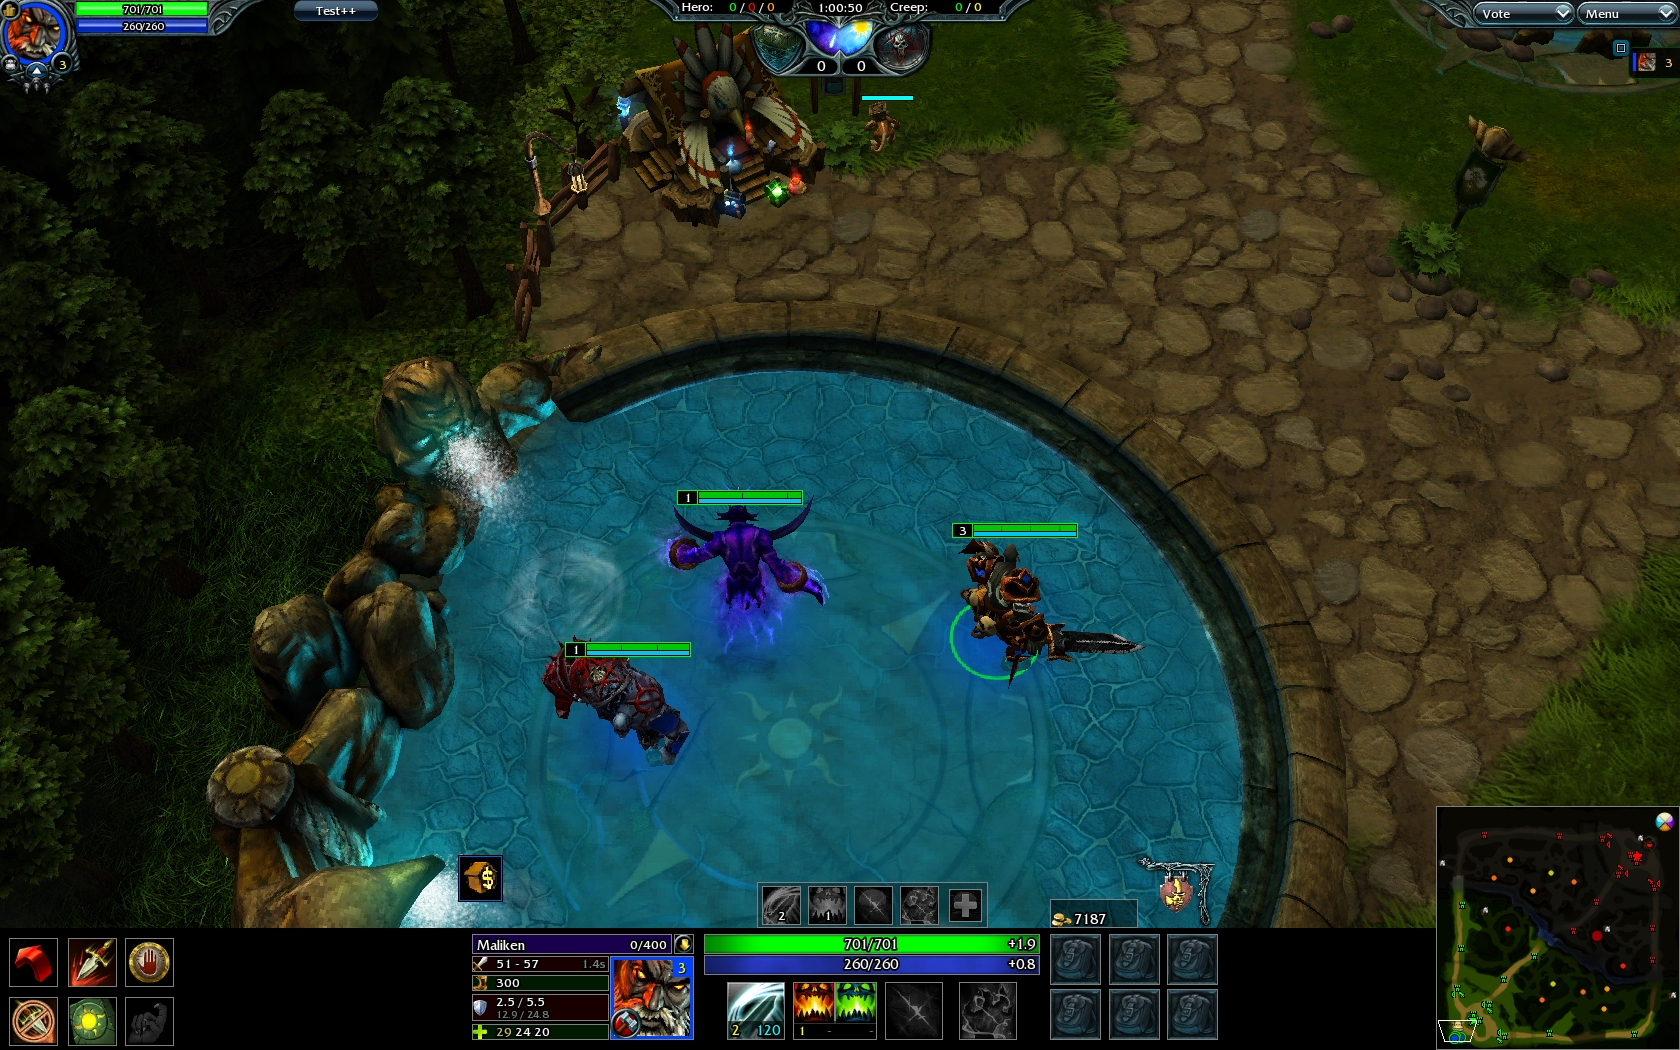 701/701
260/260
3
Test++
Hero: 0 / 0 / 0
1:00:50
Creep: 0 / 0
0 0
Vote
Menu
3
1
3
1
2
1
7187
Maliken 0/400
51 - 57 1.4s
300
2.5 / 5.5
12.9 / 24.8
29 24 20
3
701/701 +1.9
260/260 +0.8
2 120
1 - -